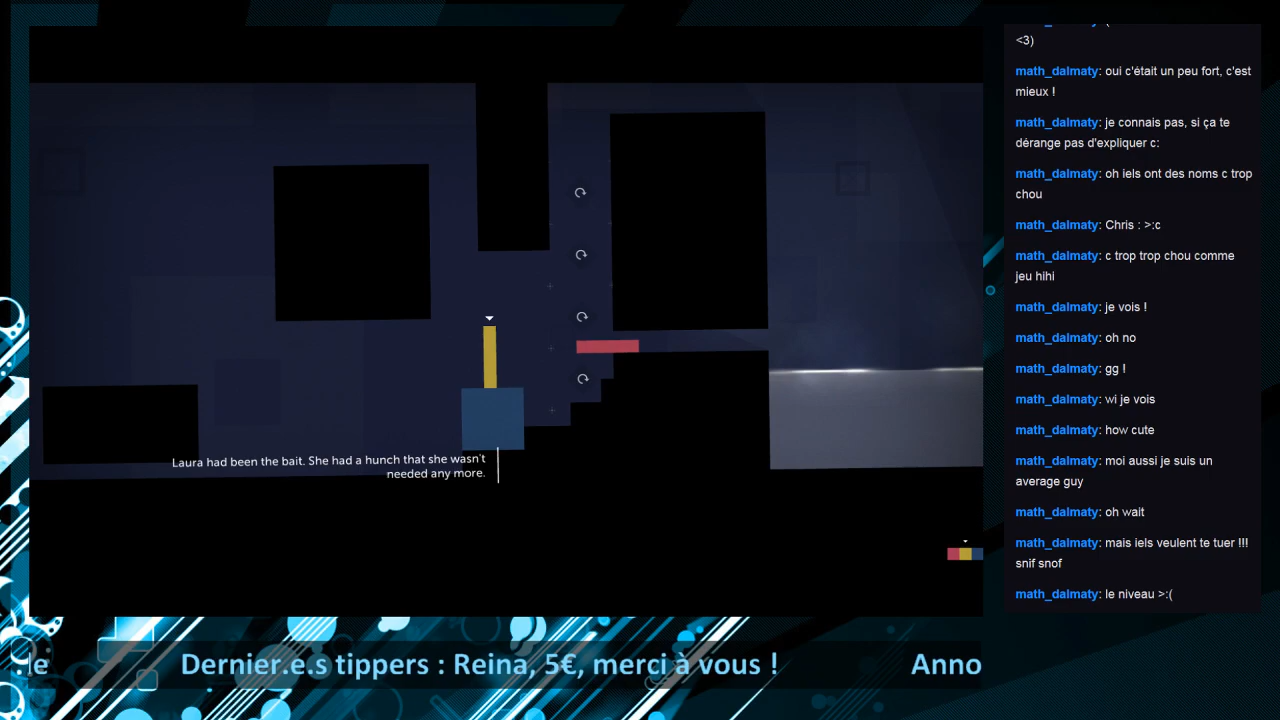 Laura had been the bait. She had a hunch that she wasn't
needed any more.
<3)
math_dalmaty: oui c'était un peu fort, c'est
mieux !
math_dalmaty: je connais pas, si ça te
dérange pas d'expliquer c:
math_dalmaty: oh iels ont des noms c trop
chou
math_dalmaty: Chris : >:c
math_dalmaty: c trop trop chou comme
jeu hihi
math_dalmaty: je vois !
math_dalmaty: oh no
math_dalmaty: gg !
math_dalmaty: wi je vois
math_dalmaty: how cute
math_dalmaty: moi aussi je suis un
average guy
math_dalmaty: oh wait
math_dalmaty: mais iels veulent te tuer !!!
snif snof
math_dalmaty: le niveau >:(
le Dernier.e.s tippers : Reina, 5€, merci à vous ! Anno